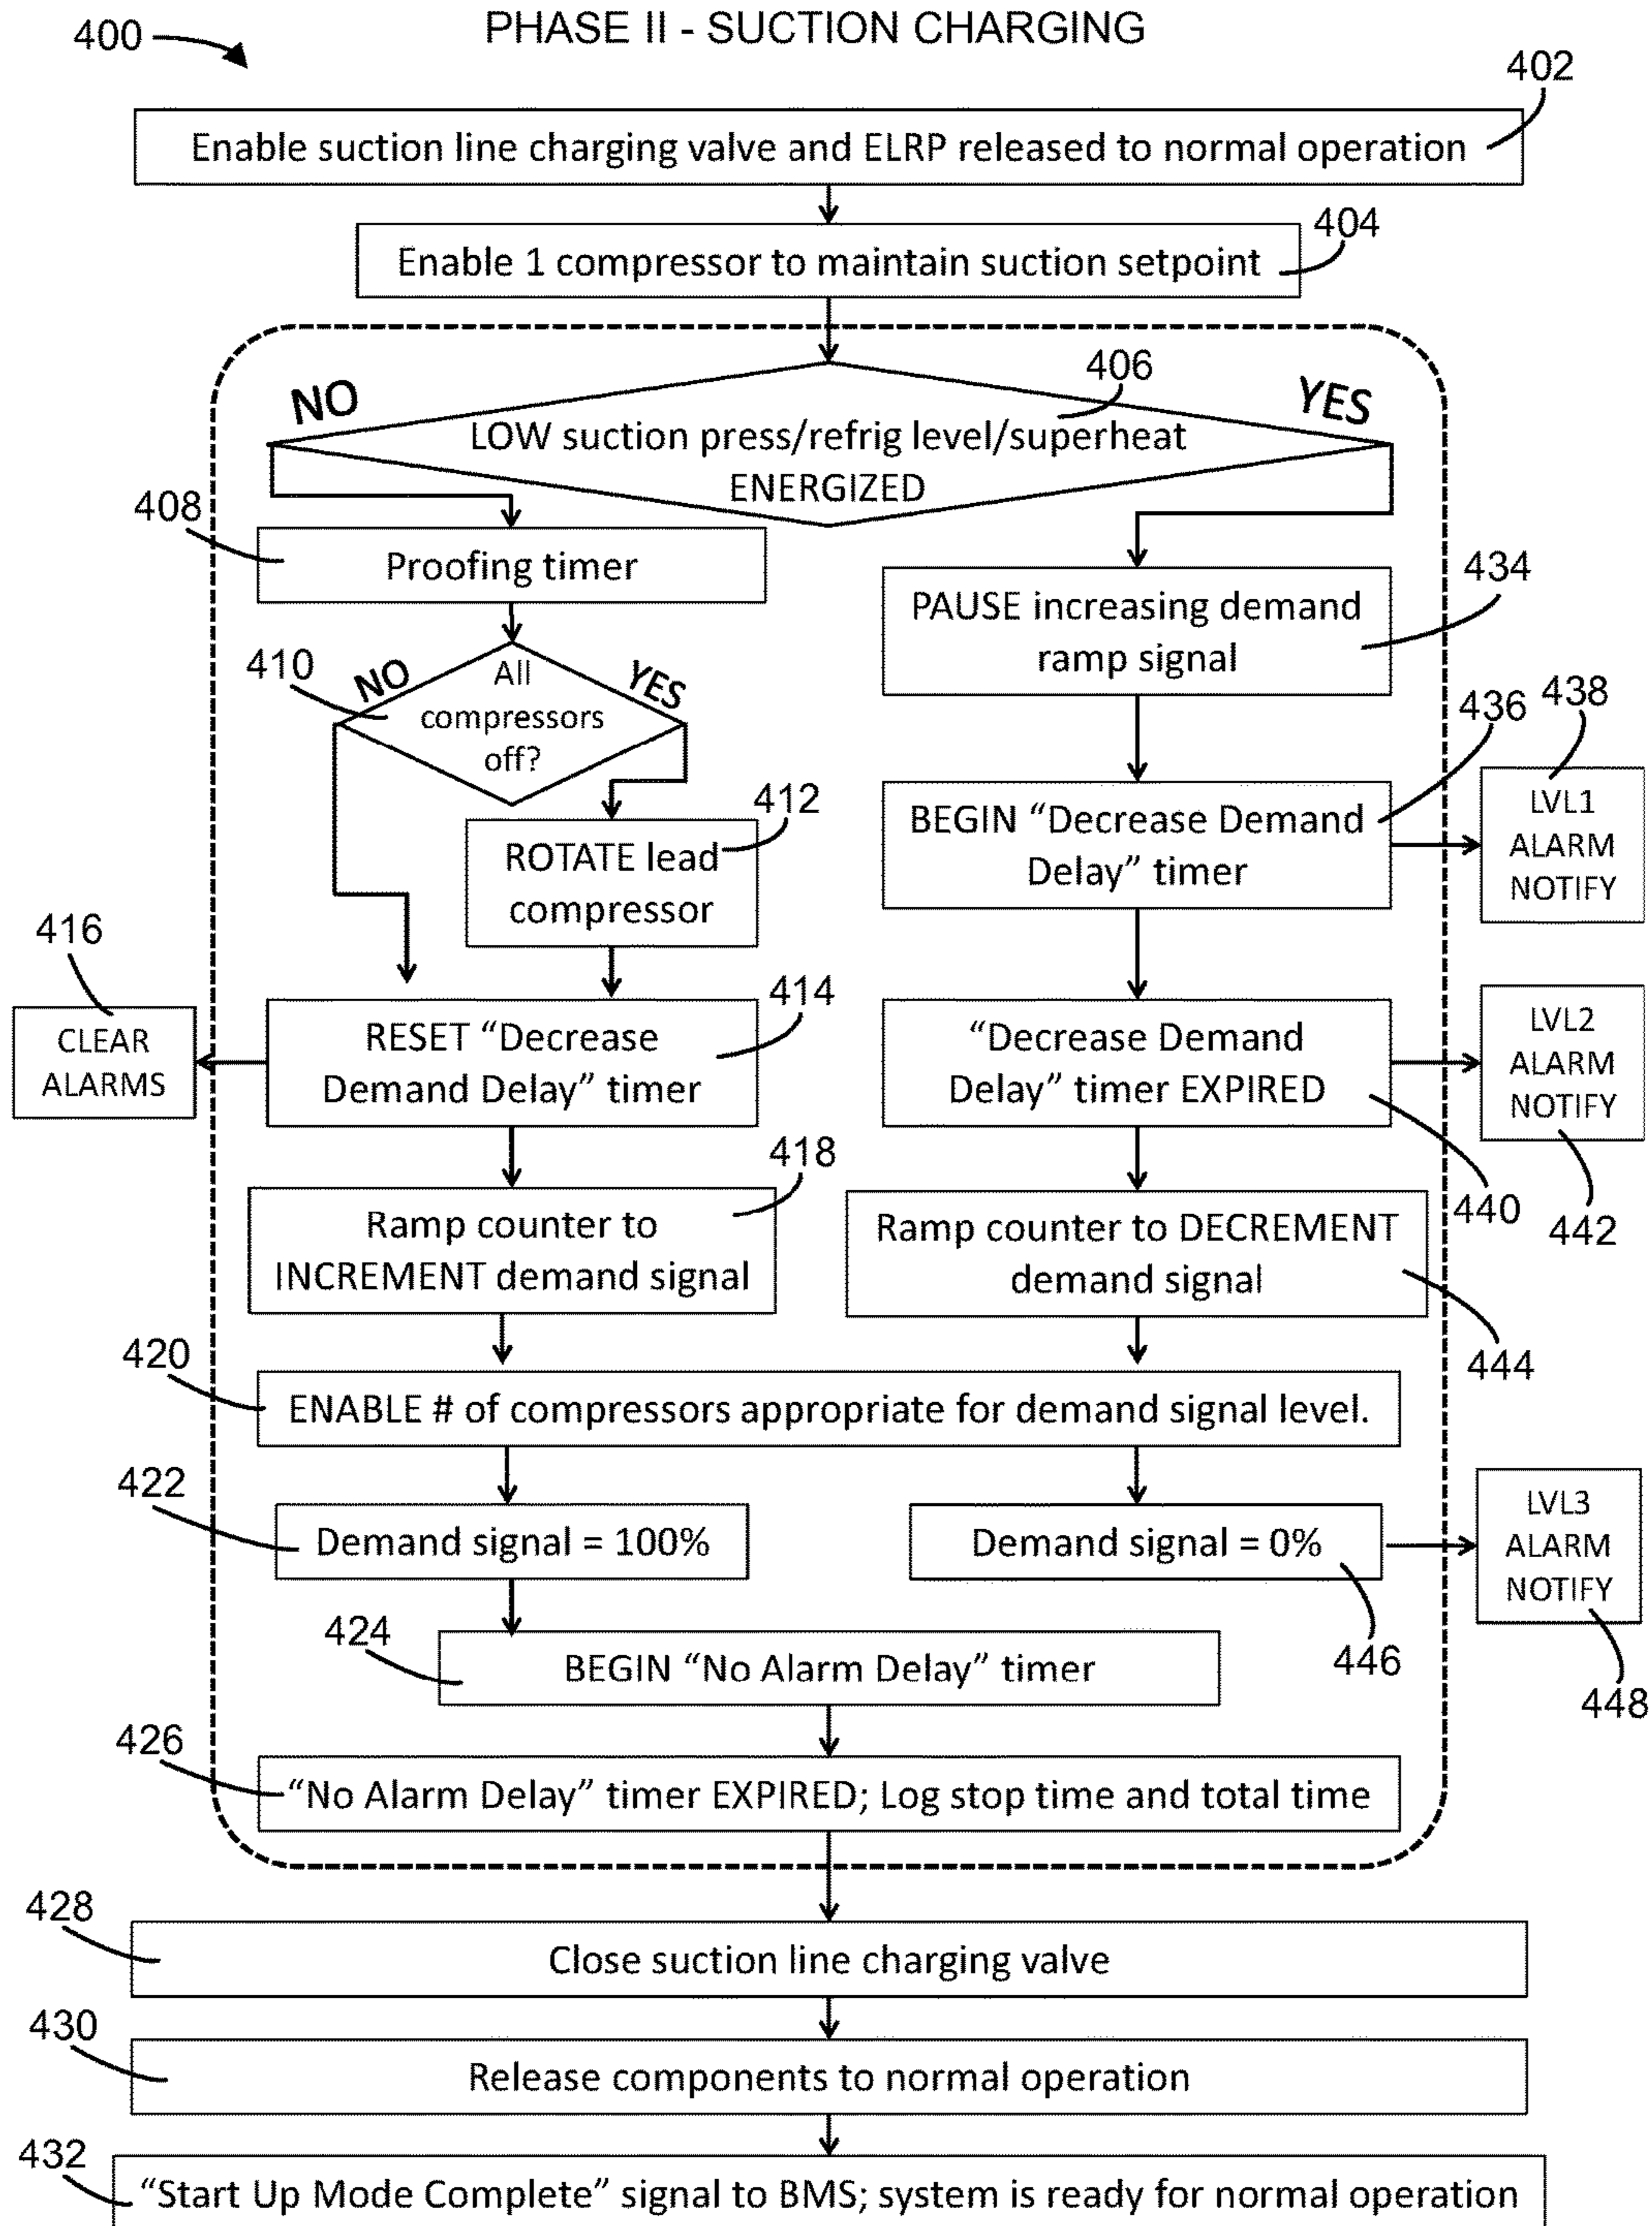 PHASE II - SUCTION CHARGING
400
402
Enable suction line charging valve and ELRP released to normal operation
404
Enable 1 compressor to maintain suction setpoint
406
NO
YES
LOW suction press/refrig level/superheat
ENERGIZED
408
Proofing timer
434
PAUSE increasing demand
ramp signal
410
NO
YES
All
compressors
off?
436
438
BEGIN “Decrease Demand
Delay” timer
LVL1
ALARM
NOTIFY
412
ROTATE lead
compressor
416
CLEAR
ALARMS
414
RESET “Decrease
Demand Delay” timer
“Decrease Demand
Delay” timer EXPIRED
440
LVL2
ALARM
NOTIFY
442
418
Ramp counter to
INCREMENT demand signal
Ramp counter to DECREMENT
demand signal
444
420
ENABLE # of compressors appropriate for demand signal level.
422
Demand signal = 100%
Demand signal = 0%
446
LVL3
ALARM
NOTIFY
448
424
BEGIN “No Alarm Delay” timer
426
“No Alarm Delay” timer EXPIRED; Log stop time and total time
428
Close suction line charging valve
430
Release components to normal operation
432
“Start Up Mode Complete” signal to BMS; system is ready for normal operation